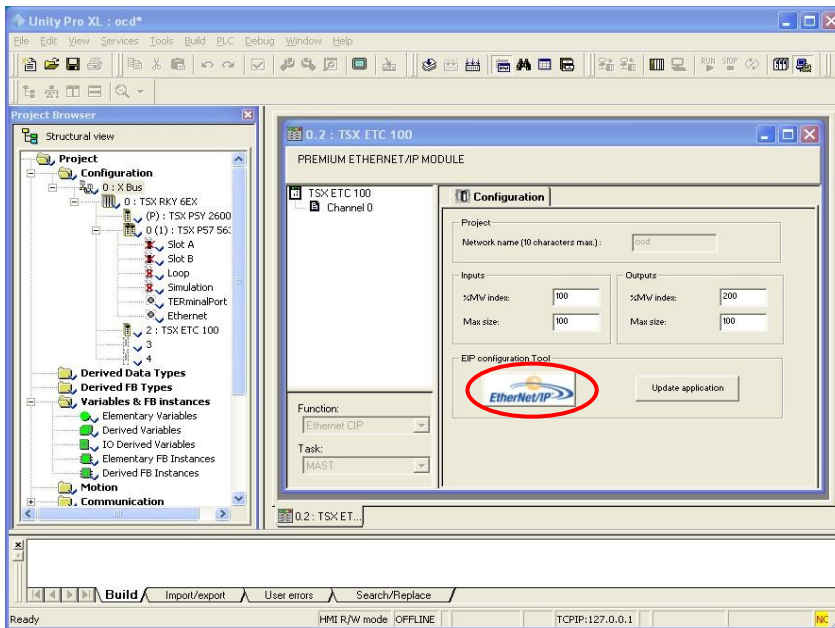 Unity Pro XL : ocd*
File Edit View Services Tools Build PLC Debug Window Help
RUN STOP
Project Browser
Structural view
Project
Configuration
0 : X Bus
0 : TSX RKY 6EX
(P) : TSX PSY 2600
0 (1) : TSX P57 56
Slot A
Slot B
Loop
Simulation
TERminalPort
Ethernet
2 : TSX ETC 100
3
4
Derived Data Types
Derived FB Types
Variables & FB instances
Elementary Variables
Derived Variables
IO Derived Variables
Elementary FB Instances
Derived FB Instances
Motion
Communication
0.2 : TSX ETC 100
PREMIUM ETHERNET/IP MODULE
TSX ETC 100
Channel 0
Function:
Ethernet CIP
Task:
MAST
Configuration
Project
Network name (10 characters max.) : ocd
Inputs
%MW index: 100
Max size: 100
Outputs
%MW index: 200
Max size: 100
EIP configuration Tool
EtherNet/IP
Update application
0.2 : TSX ET...
Build Import/export User errors Search/Replace
Ready HMI R/W mode OFFLINE TCPIP:127.0.0.1 NC